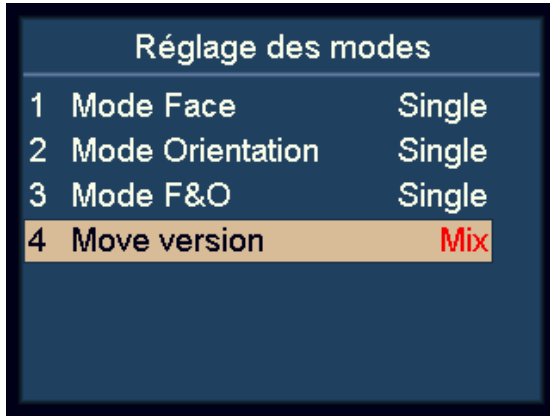 Réglage des modes
1 Mode Face Single
2 Mode Orientation Single
3 Mode F&O Single
4 Move version Mix